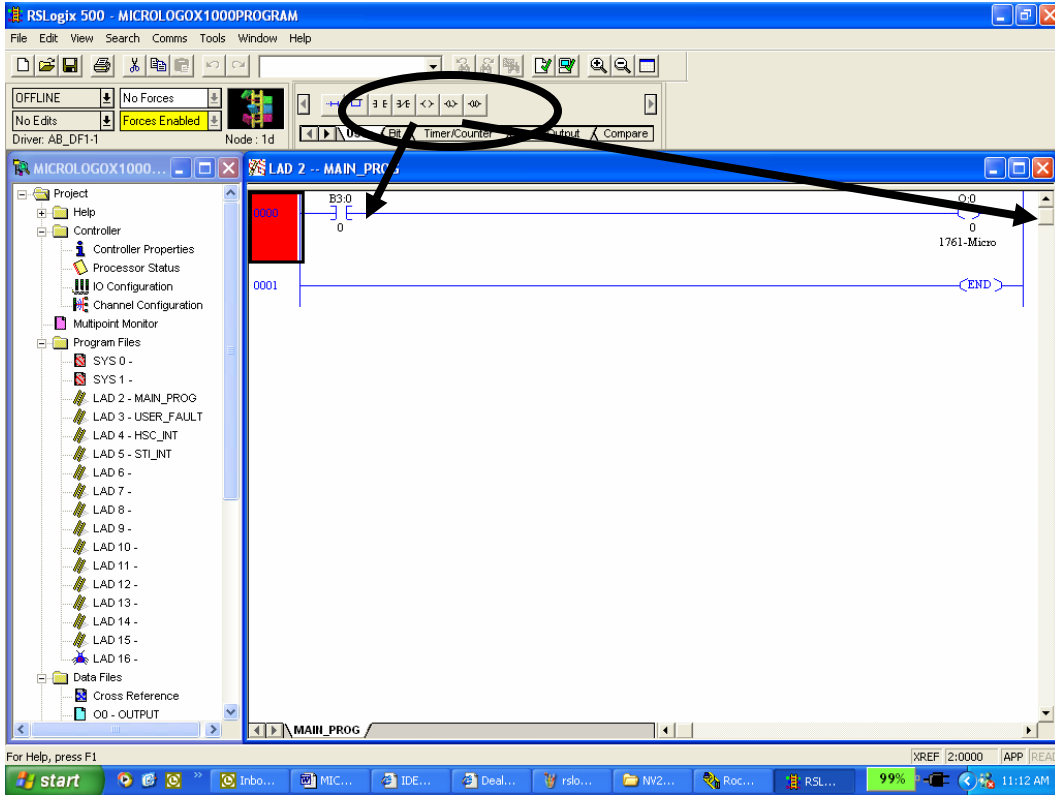 RSLogix 500 - MICROLOGOX1000PROGRAM
File Edit View Search Comms Tools Window Help
OFFLINE No Forces
No Edits Forces Enabled
Driver: AB_DF1-1 Node : 1d
Bit Timer/Counter Output Compare
MICROLOGOX1000...
Project
Help
Controller
Controller Properties
Processor Status
IO Configuration
Channel Configuration
Multipoint Monitor
Program Files
SYS 0 -
SYS 1 -
LAD 2 - MAIN_PROG
LAD 3 - USER_FAULT
LAD 4 - HSC_INT
LAD 5 - STI_INT
LAD 6 -
LAD 7 -
LAD 8 -
LAD 9 -
LAD 10 -
LAD 11 -
LAD 12 -
LAD 13 -
LAD 14 -
LAD 15 -
LAD 16 -
Data Files
Cross Reference
O0 - OUTPUT
LAD 2 -- MAIN_PROG
0000 B3:0 O:0
0 0
1761-Micro
0001 END
MAIN_PROG
For Help, press F1
XREF 2:0000 APP READ
start Inbo... MIC... IDE... Deal... rslo... NV2... Roc... RSL... 99% 11:12 AM